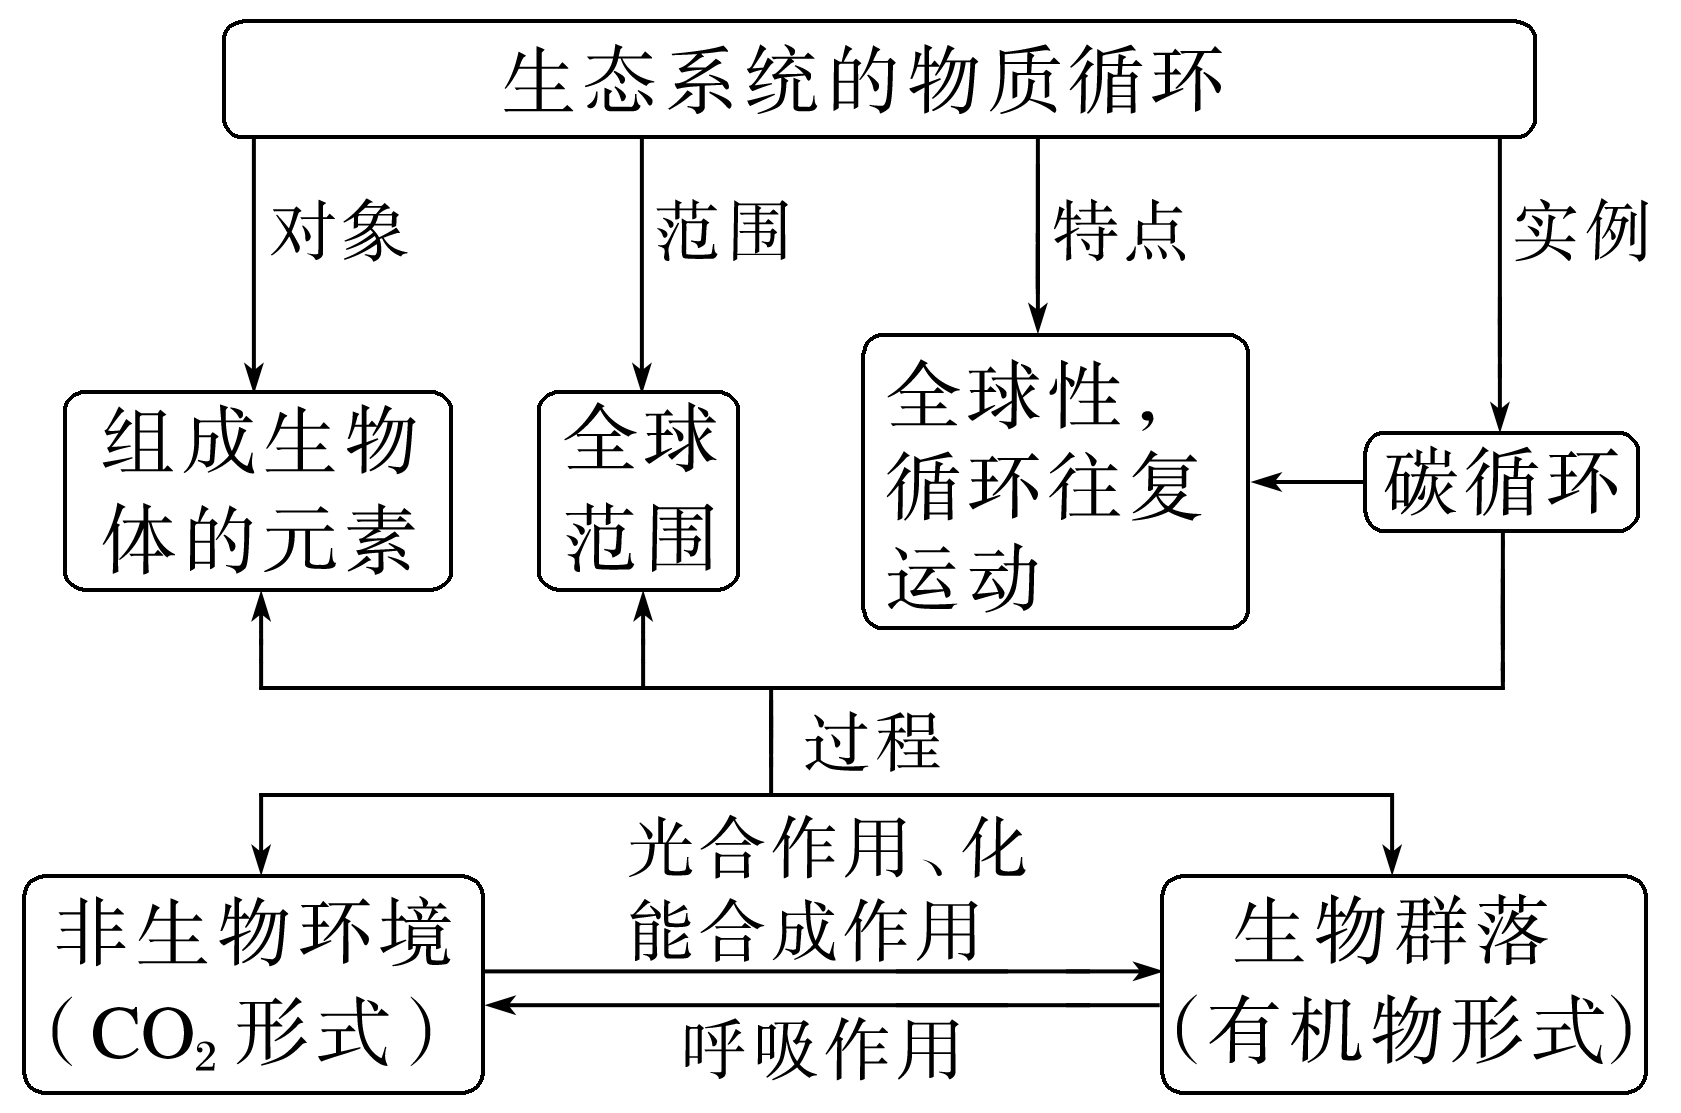 生态系统的物质循环
对象
范围
特点
实例
组成生物
体的元素
全球
范围
全球性,
循环往复
运动
碳循环
过程
光合作用、化
能合成作用
非生物环境
(CO₂形式)
呼吸作用
生物群落
(有机物形式)